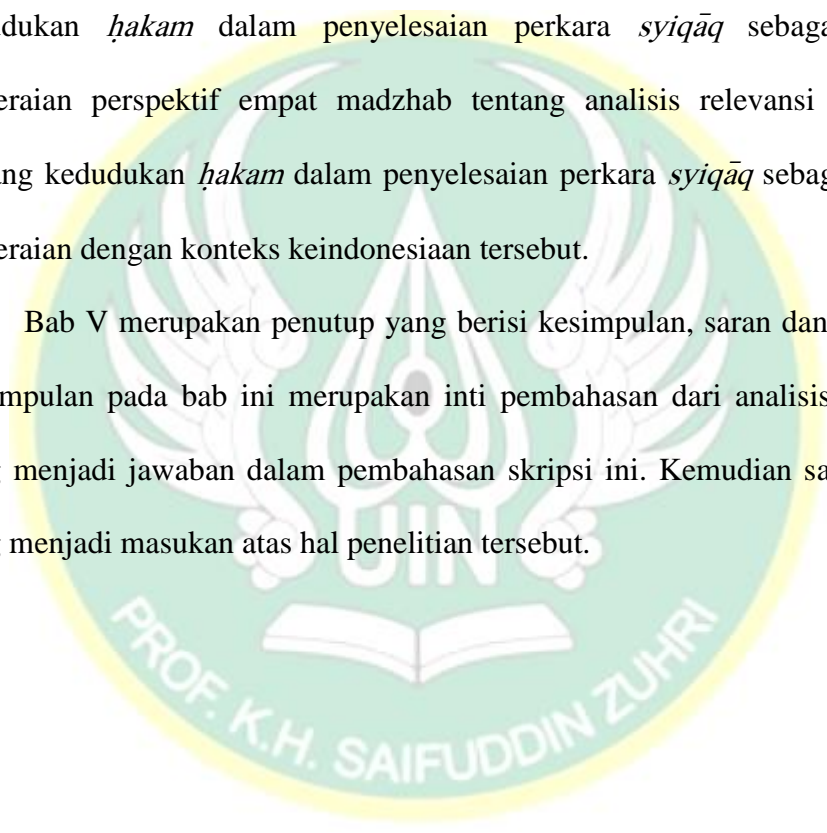 udukan ḥakam dalam penyelesaian perkara syiqāq sebaga
eraian perspektif empat madzhab tentang analisis relevansi
ang kedudukan ḥakam dalam penyelesaian perkara syiqāq sebag
eraian dengan konteks keindonesiaan tersebut.
Bab V merupakan penutup yang berisi kesimpulan, saran dan
mpulan pada bab ini merupakan inti pembahasan dari analisis
menjadi jawaban dalam pembahasan skripsi ini. Kemudian sa
menjadi masukan atas hal penelitian tersebut.
UIN
PROF. K.H. SAIFUDDIN ZUHRI